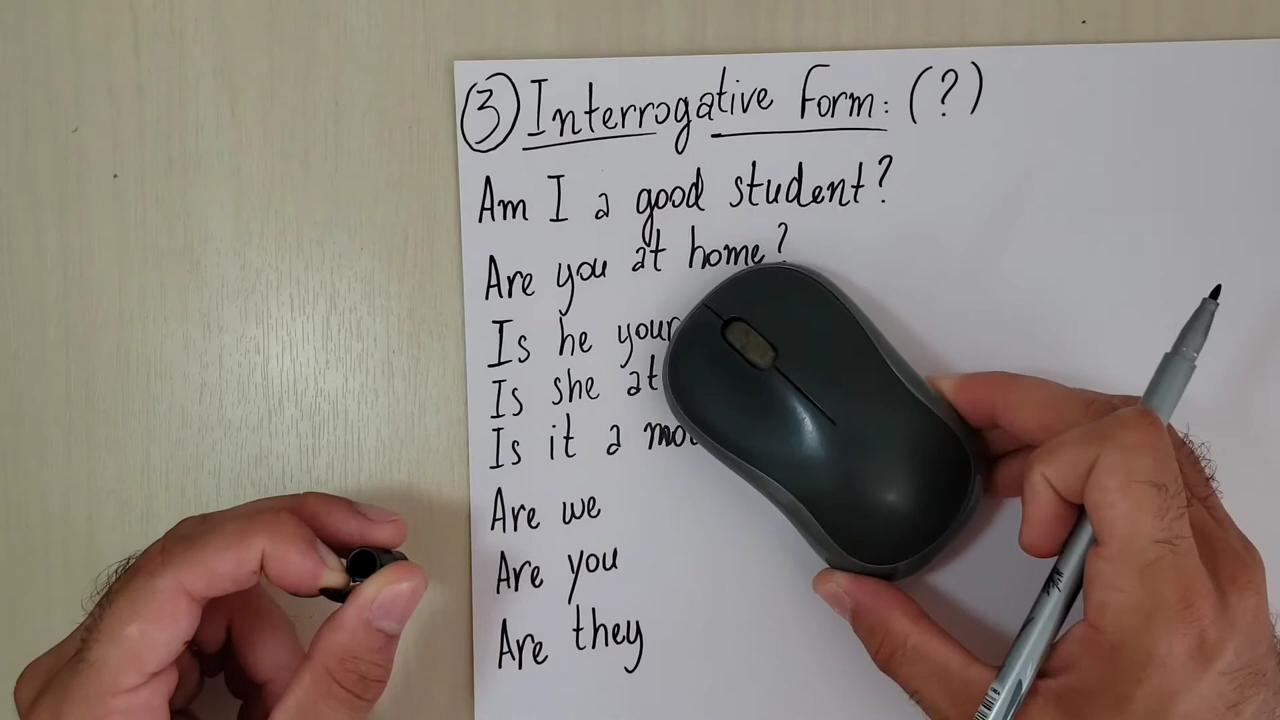 ③ Interrogative Form: (?)
Am I a good student?
Are you at home?
Is he your
Is she at
Is it a
Are we
Are you
Are they